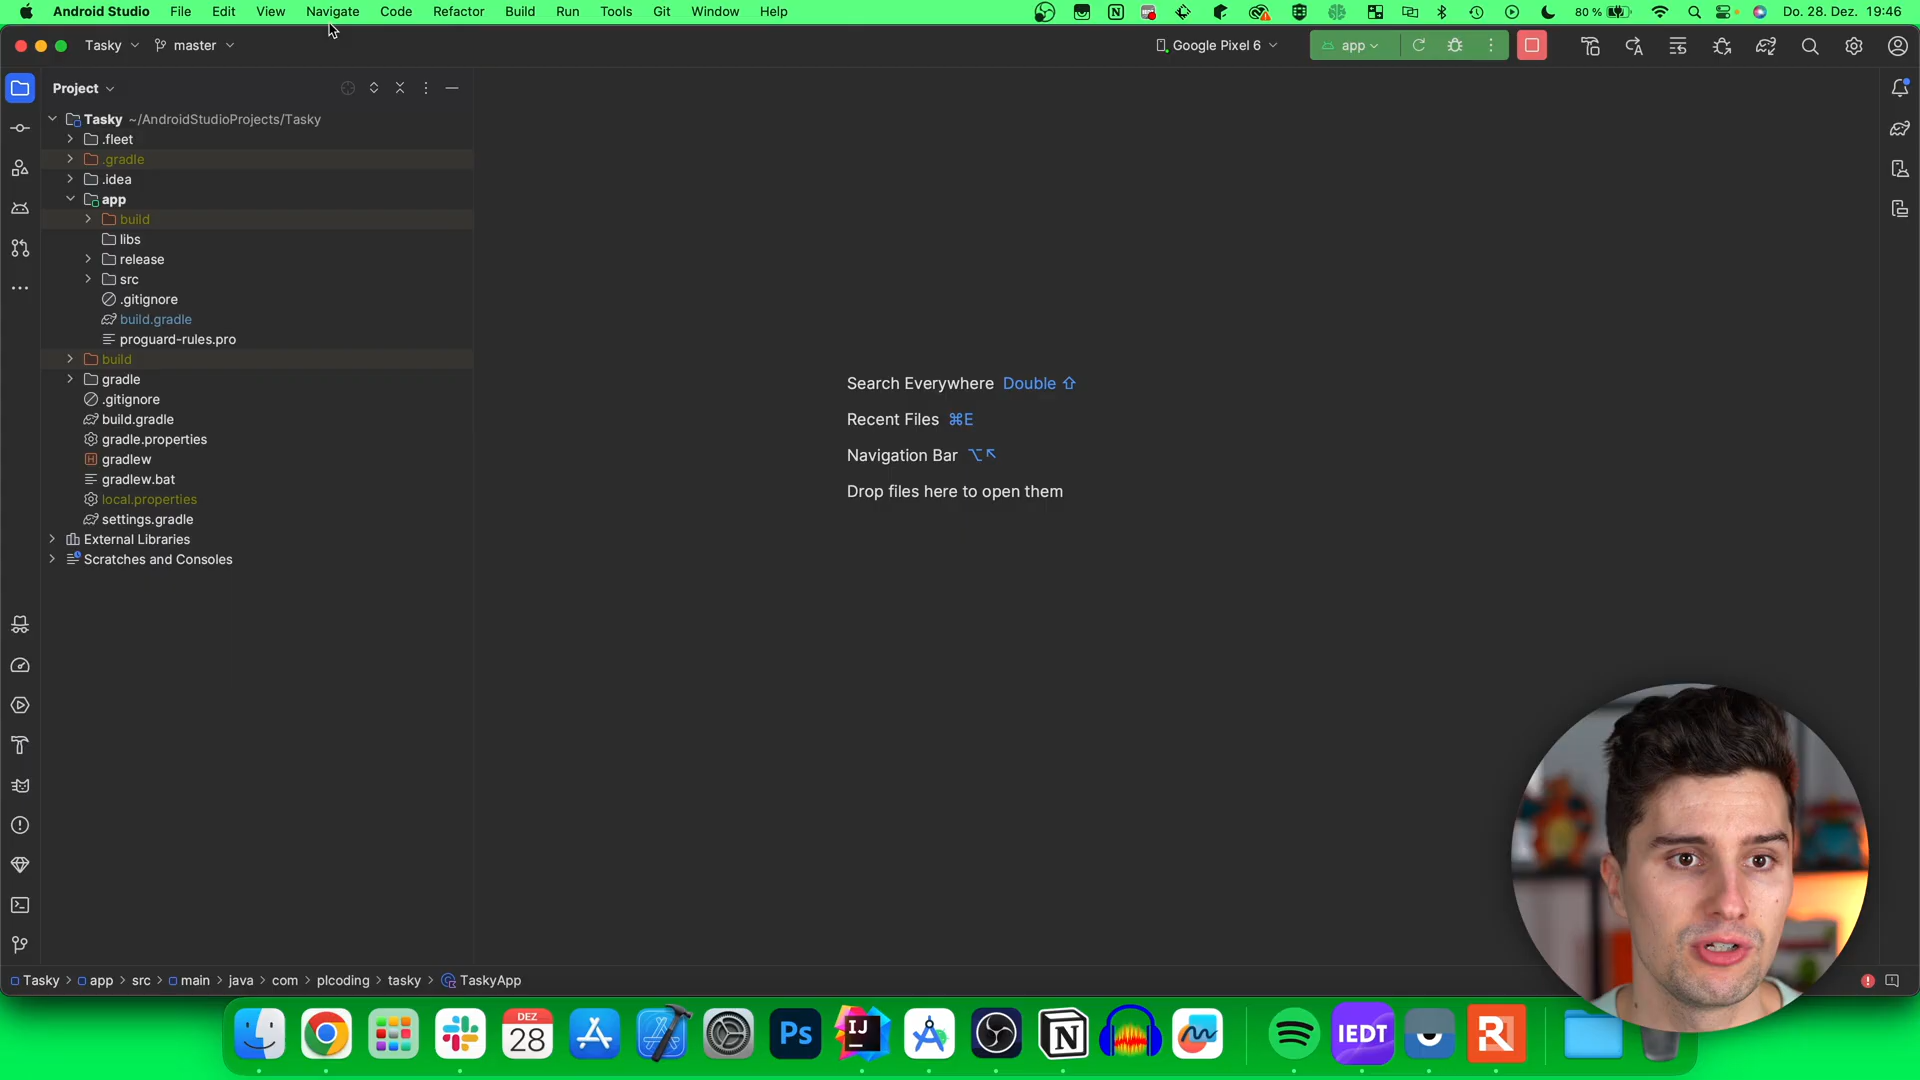 Android Studio File Edit View Navigate Code Refactor Build Run Tools Git Window Help 80 % Do. 28. Dez. 19:46
Tasky master Google Pixel 6 app
Project
Tasky ~/AndroidStudioProjects/Tasky
.fleet
.gradle
.idea
app
build
libs
release
src
.gitignore
build.gradle
proguard-rules.pro
build
gradle
.gitignore
build.gradle
gradle.properties
gradlew
gradlew.bat
local.properties
settings.gradle
External Libraries
Scratches and Consoles
Search Everywhere Double ⇧
Recent Files ⌘E
Navigation Bar ⌥↖
Drop files here to open them
Tasky > app > src > main > java > com > plcoding > tasky > TaskyApp
DEZ
28
Ps
IJ
IEDT